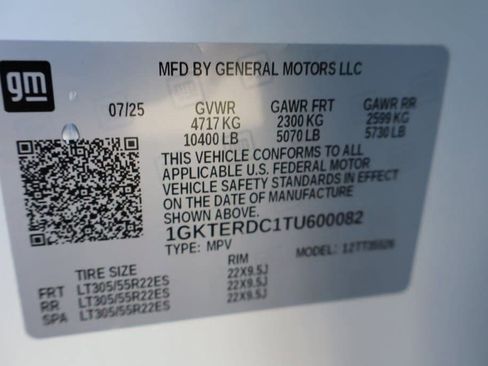 gm
MFD BY GENERAL MOTORS LLC
07/25 GVWR GAWR FRT GAWR RR
4717 KG 2300 KG 2599 KG
10400 LB 5070 LB 5730 LB
THIS VEHICLE CONFORMS TO ALL
APPLICABLE U.S. FEDERAL MOTOR
VEHICLE SAFETY STANDARDS IN EFFECT
ON THE DATE OF MANUFACTURE
SHOWN ABOVE.
1GKTERDC1TU600082
TYPE: MPV MODEL:
TIRE SIZE RIM
FRT LT305/55R22ES 22X9.5J
RR LT305/55R22ES 22X9.5J
SPA LT305/55R22ES 22X9.5J